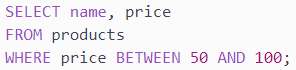 SELECT name, price
FROM products
WHERE price BETWEEN 50 AND 100;